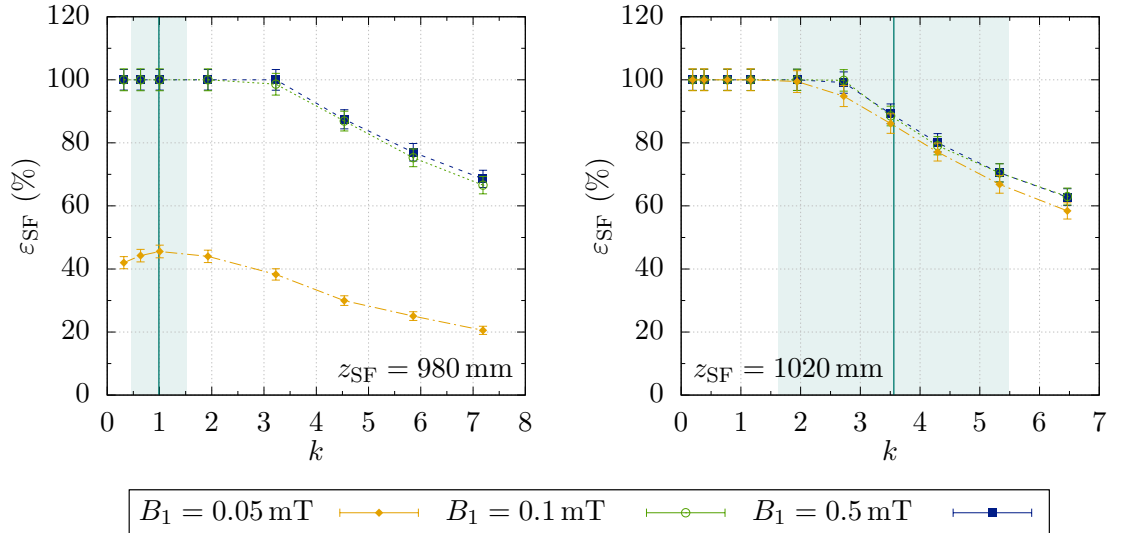 120
100
80
60
40
20
0
ε_SF (%)
0 1 2 3 4 5 6 7 8
k
z_SF = 980 mm
120
100
80
60
40
20
0
ε_SF (%)
0 1 2 3 4 5 6 7
k
z_SF = 1020 mm
B_1 = 0.05 mT B_1 = 0.1 mT B_1 = 0.5 mT